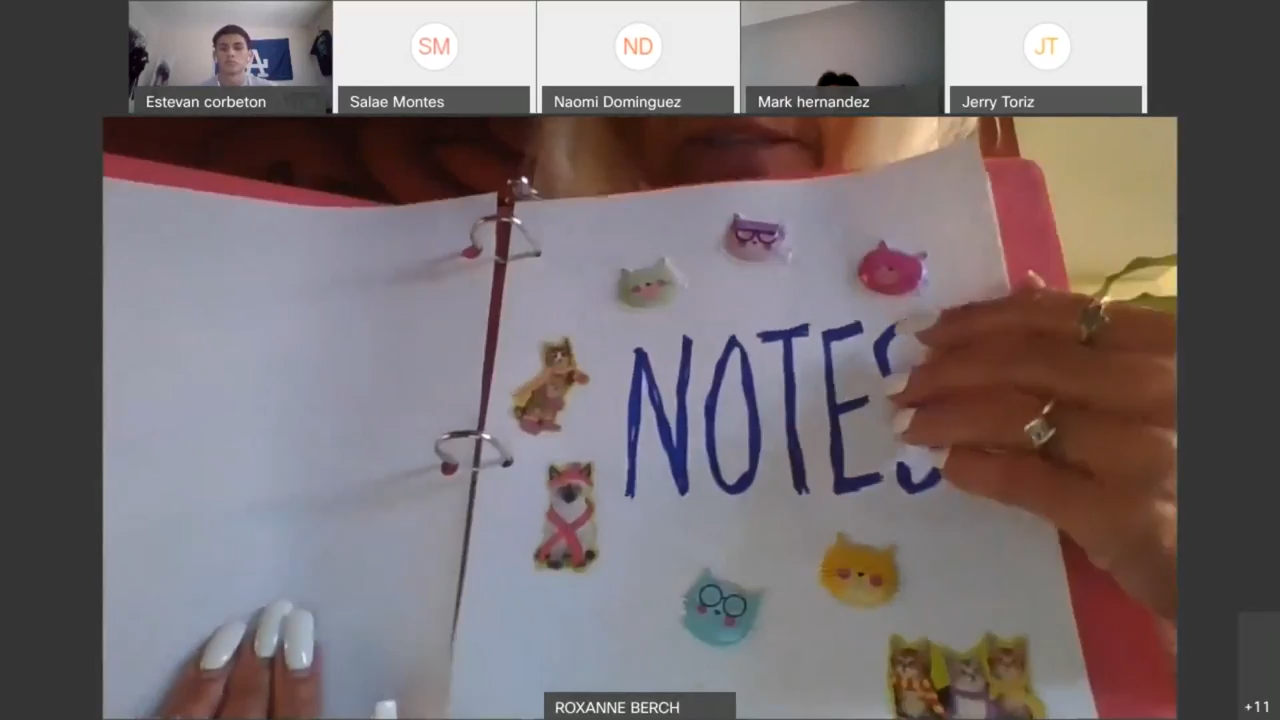 SM
ND
JT
Estevan corbeton
Salae Montes
Naomi Dominguez
Mark hernandez
Jerry Toriz
NOTES
ROXANNE BERCH
+11